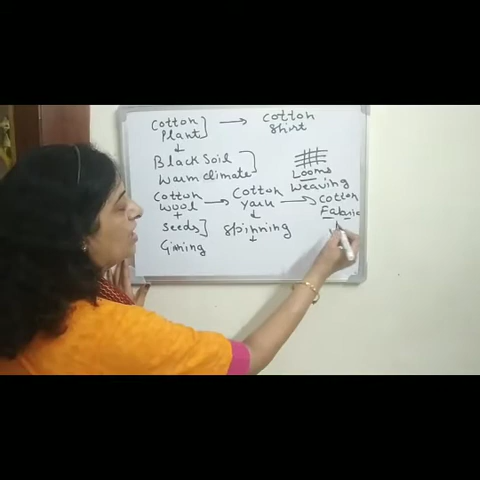 Cotton Plant] → Cotton Shirt
↓
Black Soil
Warm climate]
Looms
Weaving
Cotton Wool + Seeds] → Cotton Yarn → Cotton Fabric
Ginning
↓
Spinning
↓